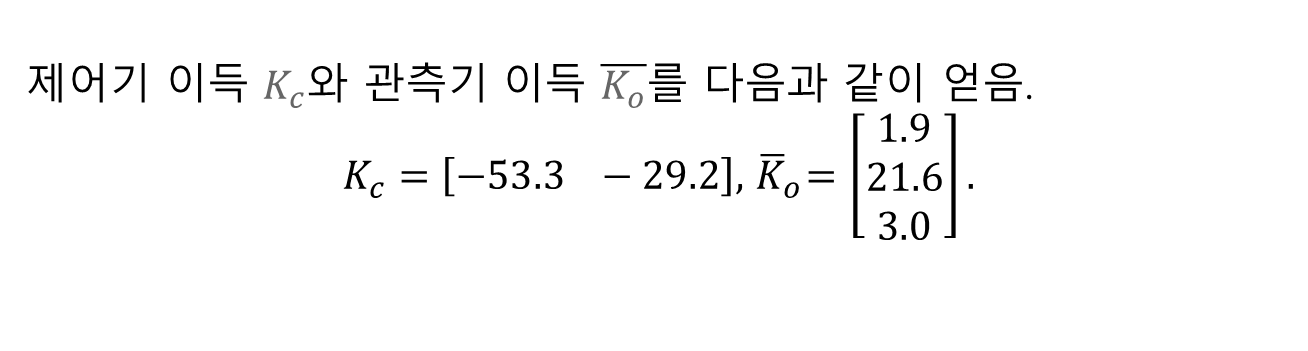 제어기 이득 K_c와 관측기 이득 \overline{K_o}를 다음과 같이 얻음.
K_c = [−53.3 − 29.2], \overline{K}_o = [1.9 21.6 3.0].